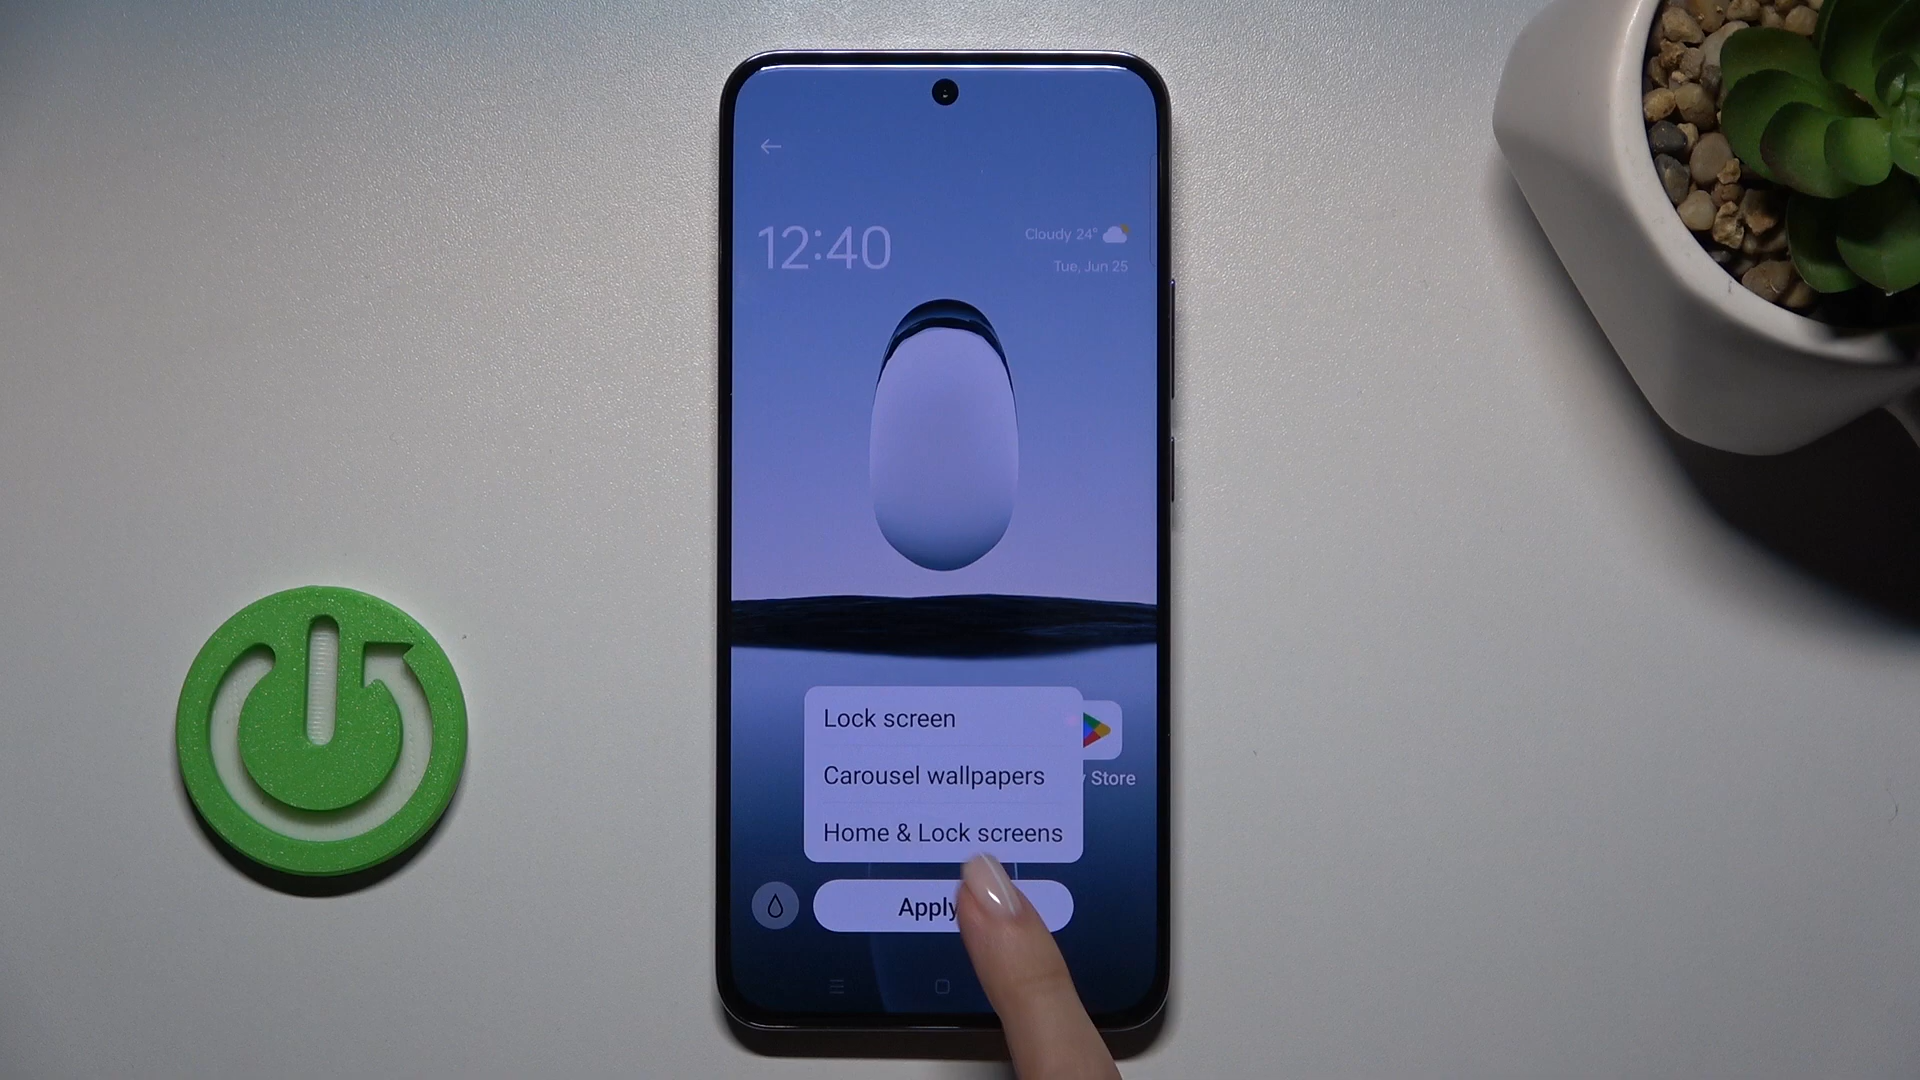 12:40
Cloudy 24°
Tue, Jun 25
Lock screen
Carousel wallpapers
Store
Home & Lock screens
Apply